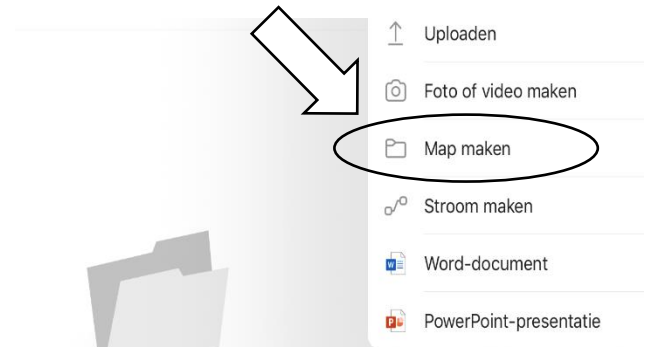 Uploaden
Foto of video maken
Map maken
Stroom maken
Word-document
PowerPoint-presentatie